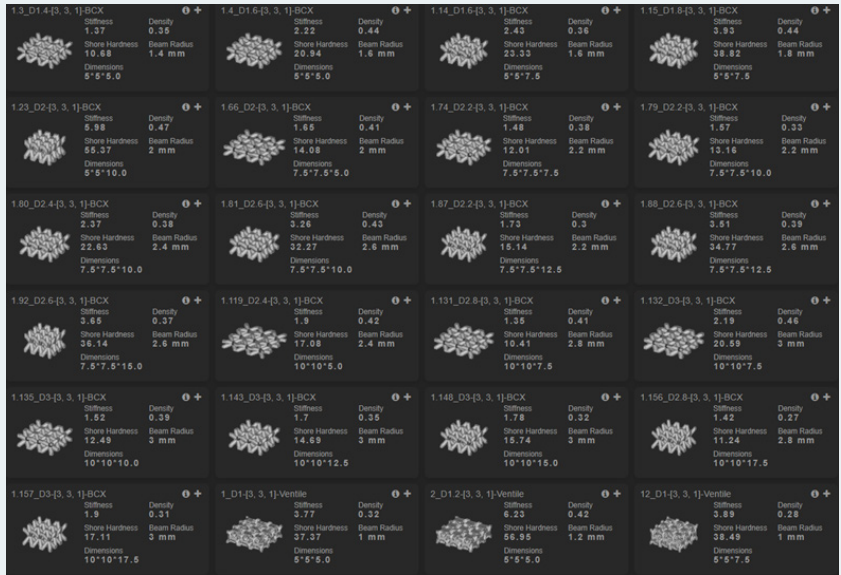 1.3_D1.4-[3, 3, 1]-BCX
Stiffness Density
1.37 0.35
Shore Hardness Beam Radius
10.68 1.4 mm
Dimensions
5*5*5.0
1.4_D1.6-[3, 3, 1]-BCX
Stiffness Density
2.22 0.44
Shore Hardness Beam Radius
20.94 1.6 mm
Dimensions
5*5*5.0
1.14_D1.6-[3, 3, 1]-BCX
Stiffness Density
2.43 0.36
Shore Hardness Beam Radius
23.33 1.6 mm
Dimensions
5*5*7.5
1.15_D1.8-[3, 3, 1]-BCX
Stiffness Density
3.93 0.44
Shore Hardness Beam Radius
38.82 1.8 mm
Dimensions
5*5*7.5
1.23_D2-[3, 3, 1]-BCX
Stiffness Density
5.98 0.47
Shore Hardness Beam Radius
55.37 2 mm
Dimensions
5*5*10.0
1.66_D2-[3, 3, 1]-BCX
Stiffness Density
1.65 0.41
Shore Hardness Beam Radius
14.08 2 mm
Dimensions
7.5*7.5*5.0
1.74_D2.2-[3, 3, 1]-BCX
Stiffness Density
1.48 0.38
Shore Hardness Beam Radius
12.01 2.2 mm
Dimensions
7.5*7.5*7.5
1.79_D2.2-[3, 3, 1]-BCX
Stiffness Density
1.57 0.33
Shore Hardness Beam Radius
13.16 2.2 mm
Dimensions
7.5*7.5*10.0
1.80_D2.4-[3, 3, 1]-BCX
Stiffness Density
2.37 0.38
Shore Hardness Beam Radius
22.63 2.4 mm
Dimensions
7.5*7.5*10.0
1.81_D2.6-[3, 3, 1]-BCX
Stiffness Density
3.26 0.43
Shore Hardness Beam Radius
32.27 2.6 mm
Dimensions
7.5*7.5*10.0
1.87_D2.2-[3, 3, 1]-BCX
Stiffness Density
1.73 0.3
Shore Hardness Beam Radius
15.14 2.2 mm
Dimensions
7.5*7.5*12.5
1.88_D2.6-[3, 3, 1]-BCX
Stiffness Density
3.51 0.39
Shore Hardness Beam Radius
34.77 2.6 mm
Dimensions
7.5*7.5*12.5
1.92_D2.6-[3, 3, 1]-BCX
Stiffness Density
3.65 0.37
Shore Hardness Beam Radius
36.14 2.6 mm
Dimensions
7.5*7.5*15.0
1.119_D2.4-[3, 3, 1]-BCX
Stiffness Density
1.9 0.42
Shore Hardness Beam Radius
17.08 2.4 mm
Dimensions
10*10*5.0
1.131_D2.8-[3, 3, 1]-BCX
Stiffness Density
1.35 0.41
Shore Hardness Beam Radius
10.41 2.8 mm
Dimensions
10*10*7.5
1.132_D3-[3, 3, 1]-BCX
Stiffness Density
2.19 0.46
Shore Hardness Beam Radius
20.59 3 mm
Dimensions
10*10*7.5
1.135_D3-[3, 3, 1]-BCX
Stiffness Density
1.52 0.39
Shore Hardness Beam Radius
12.49 3 mm
Dimensions
10*10*10.0
1.143_D3-[3, 3, 1]-BCX
Stiffness Density
1.7 0.35
Shore Hardness Beam Radius
14.69 3 mm
Dimensions
10*10*12.5
1.148_D3-[3, 3, 1]-BCX
Stiffness Density
1.78 0.32
Shore Hardness Beam Radius
15.74 3 mm
Dimensions
10*10*15.0
1.156_D2.8-[3, 3, 1]-BCX
Stiffness Density
1.42 0.27
Shore Hardness Beam Radius
11.24 2.8 mm
Dimensions
10*10*17.5
1.157_D3-[3, 3, 1]-BCX
Stiffness Density
1.9 0.31
Shore Hardness Beam Radius
17.11 3 mm
Dimensions
10*10*17.5
1_D1-[3, 3, 1]-Ventile
Stiffness Density
3.77 0.32
Shore Hardness Beam Radius
37.37 1 mm
Dimensions
5*5*5.0
2_D1.2-[3, 3, 1]-Ventile
Stiffness Density
6.23 0.42
Shore Hardness Beam Radius
56.95 1.2 mm
Dimensions
5*5*5.0
12_D1-[3, 3, 1]-Ventile
Stiffness Density
3.89 0.28
Shore Hardness Beam Radius
38.49 1 mm
Dimensions
5*5*7.5